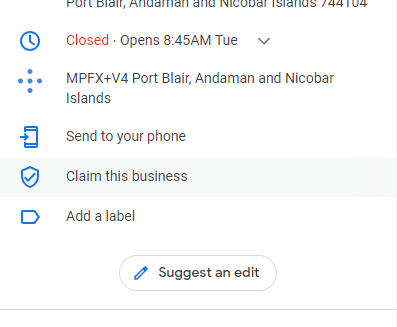 Port Blair, Andaman and Nicobar Islands 744104
Closed · Opens 8:45AM Tue
MPFX+V4 Port Blair, Andaman and Nicobar
Islands
Send to your phone
Claim this business
Add a label
Suggest an edit